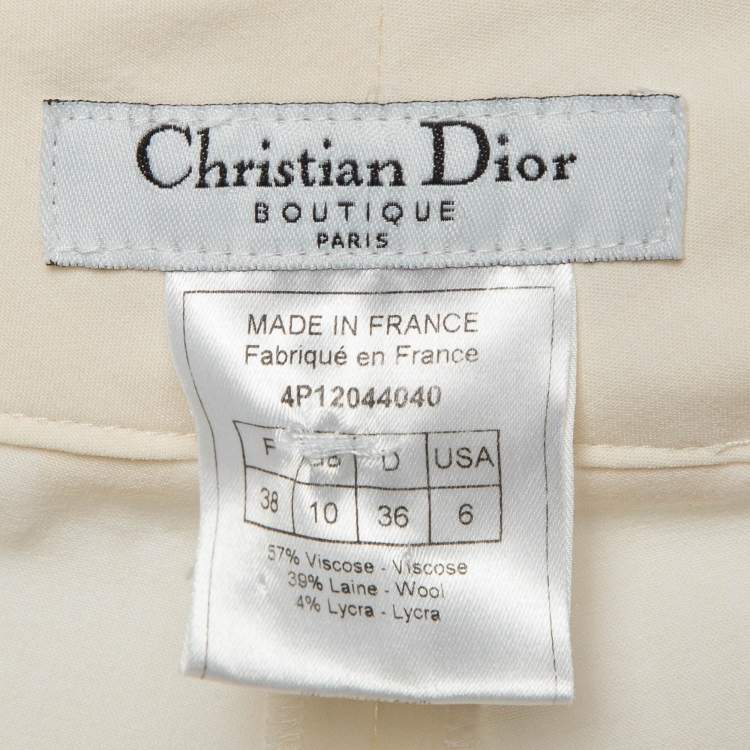 Christian Dior
BOUTIQUE
PARIS
MADE IN FRANCE
Fabriqué en France
4P12044040
F D USA
38 10 36 6
57% Viscose - Viscose
39% Laine - Wool
4% Lycra - Lycra